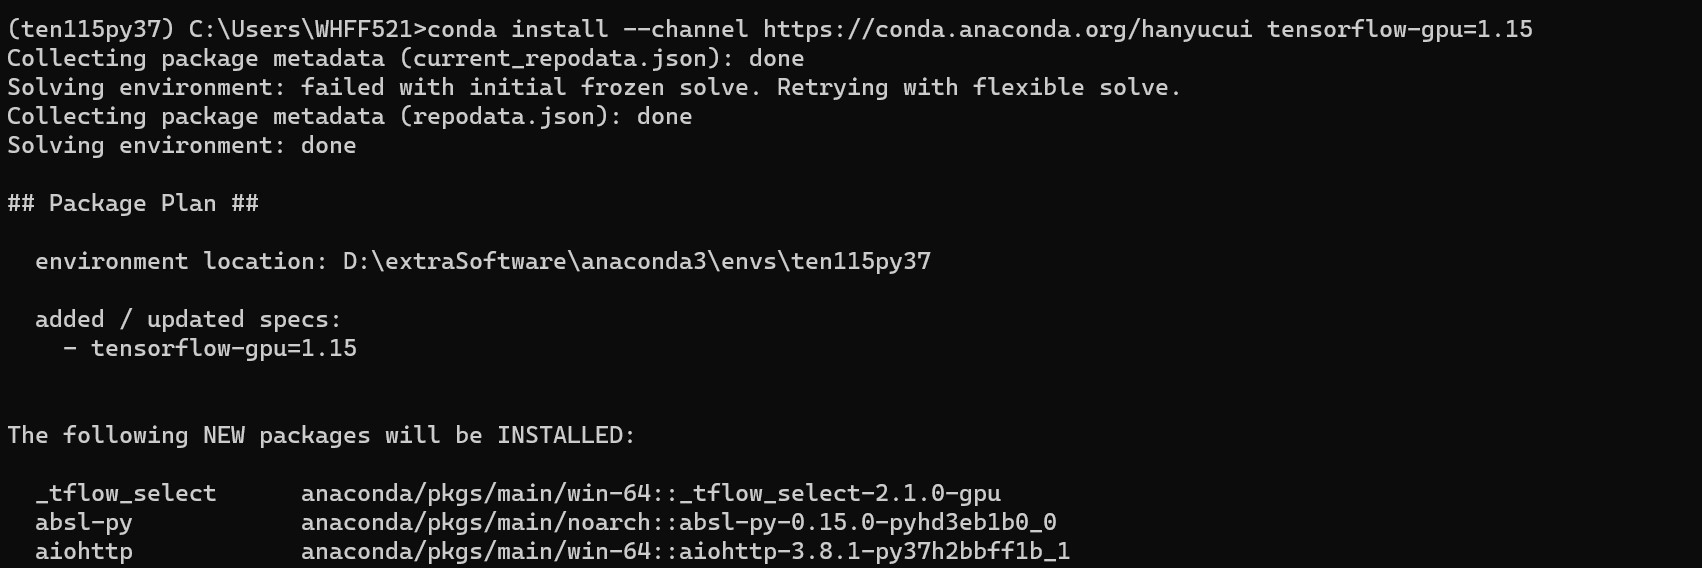 (ten115py37) C:\Users\WHFF521>conda install --channel https://conda.anaconda.org/hanyucui tensorflow-gpu=1.15
Collecting package metadata (current_repodata.json): done
Solving environment: failed with initial frozen solve. Retrying with flexible solve.
Collecting package metadata (repodata.json): done
Solving environment: done
## Package Plan ##
environment location: D:\extraSoftware\anaconda3\envs\ten115py37
added / updated specs:
- tensorflow-gpu=1.15
The following NEW packages will be INSTALLED:
_tflow_select anaconda/pkgs/main/win-64::_tflow_select-2.1.0-gpu
absl-py anaconda/pkgs/main/noarch::absl-py-0.15.0-pyhd3eb1b0_0
aiohttp anaconda/pkgs/main/win-64::aiohttp-3.8.1-py37h2bbff1b_1